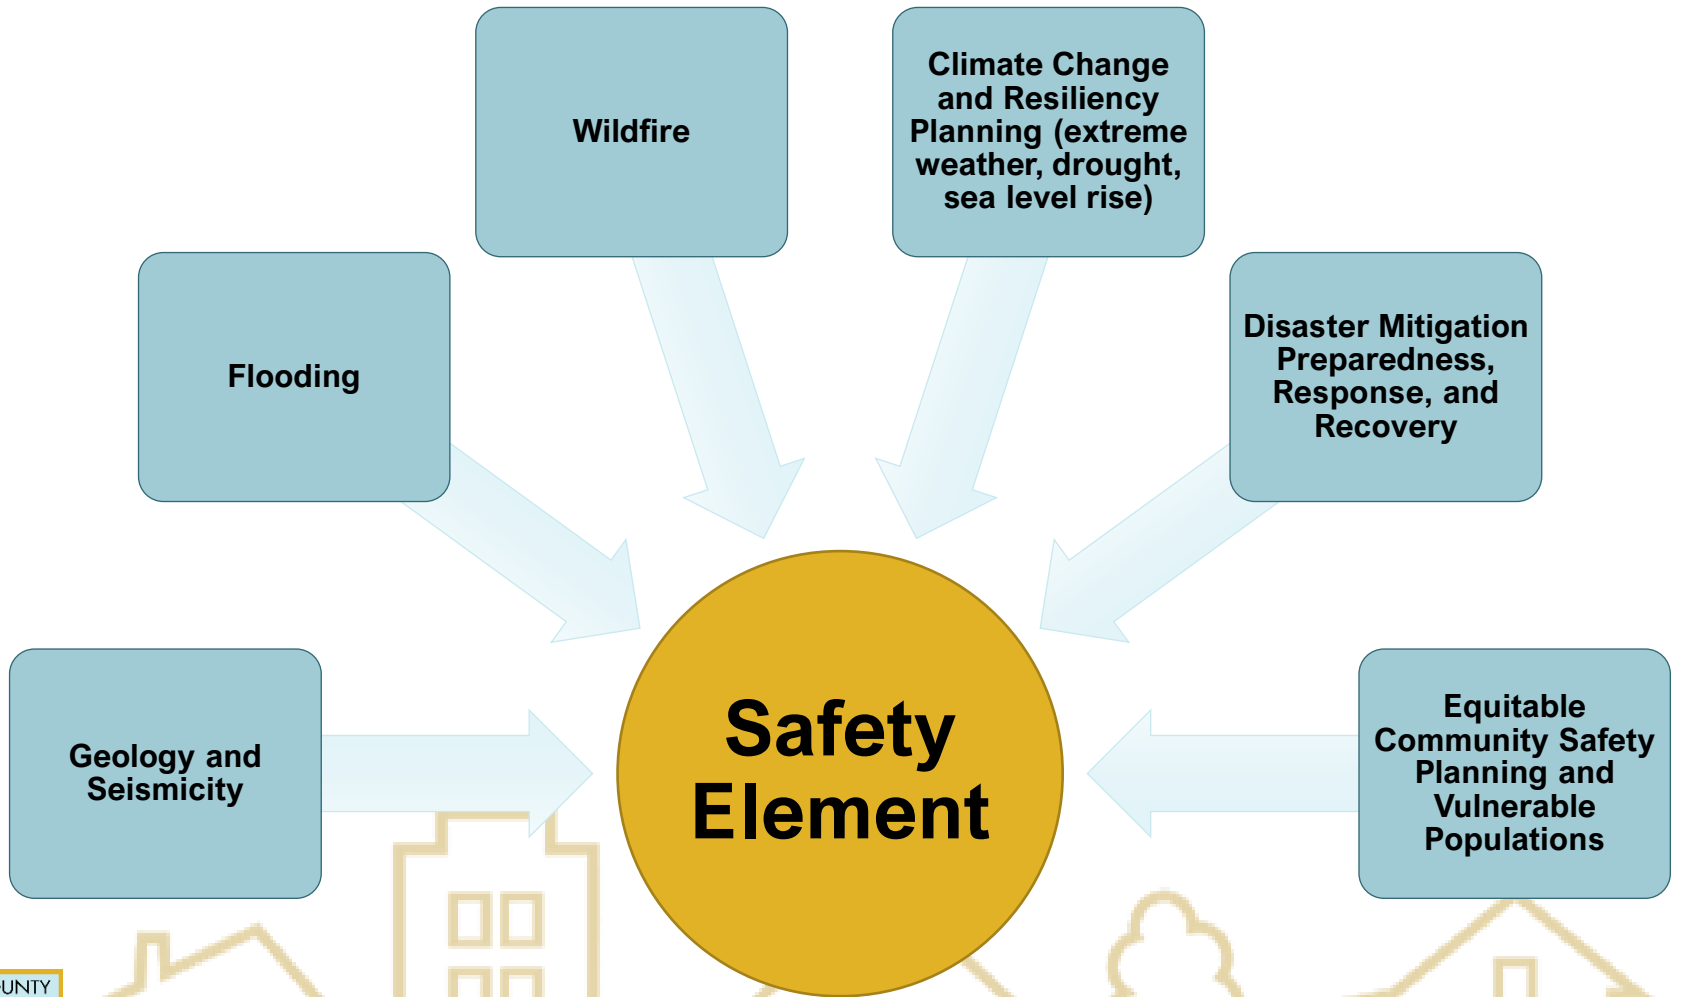 Wildfire
Climate Change
and Resiliency
Planning (extreme
weather, drought,
sea level rise)
Flooding
Disaster Mitigation
Preparedness,
Response, and
Recovery
Geology and
Seismicity
Safety
Element
Equitable
Community Safety
Planning and
Vulnerable
Populations